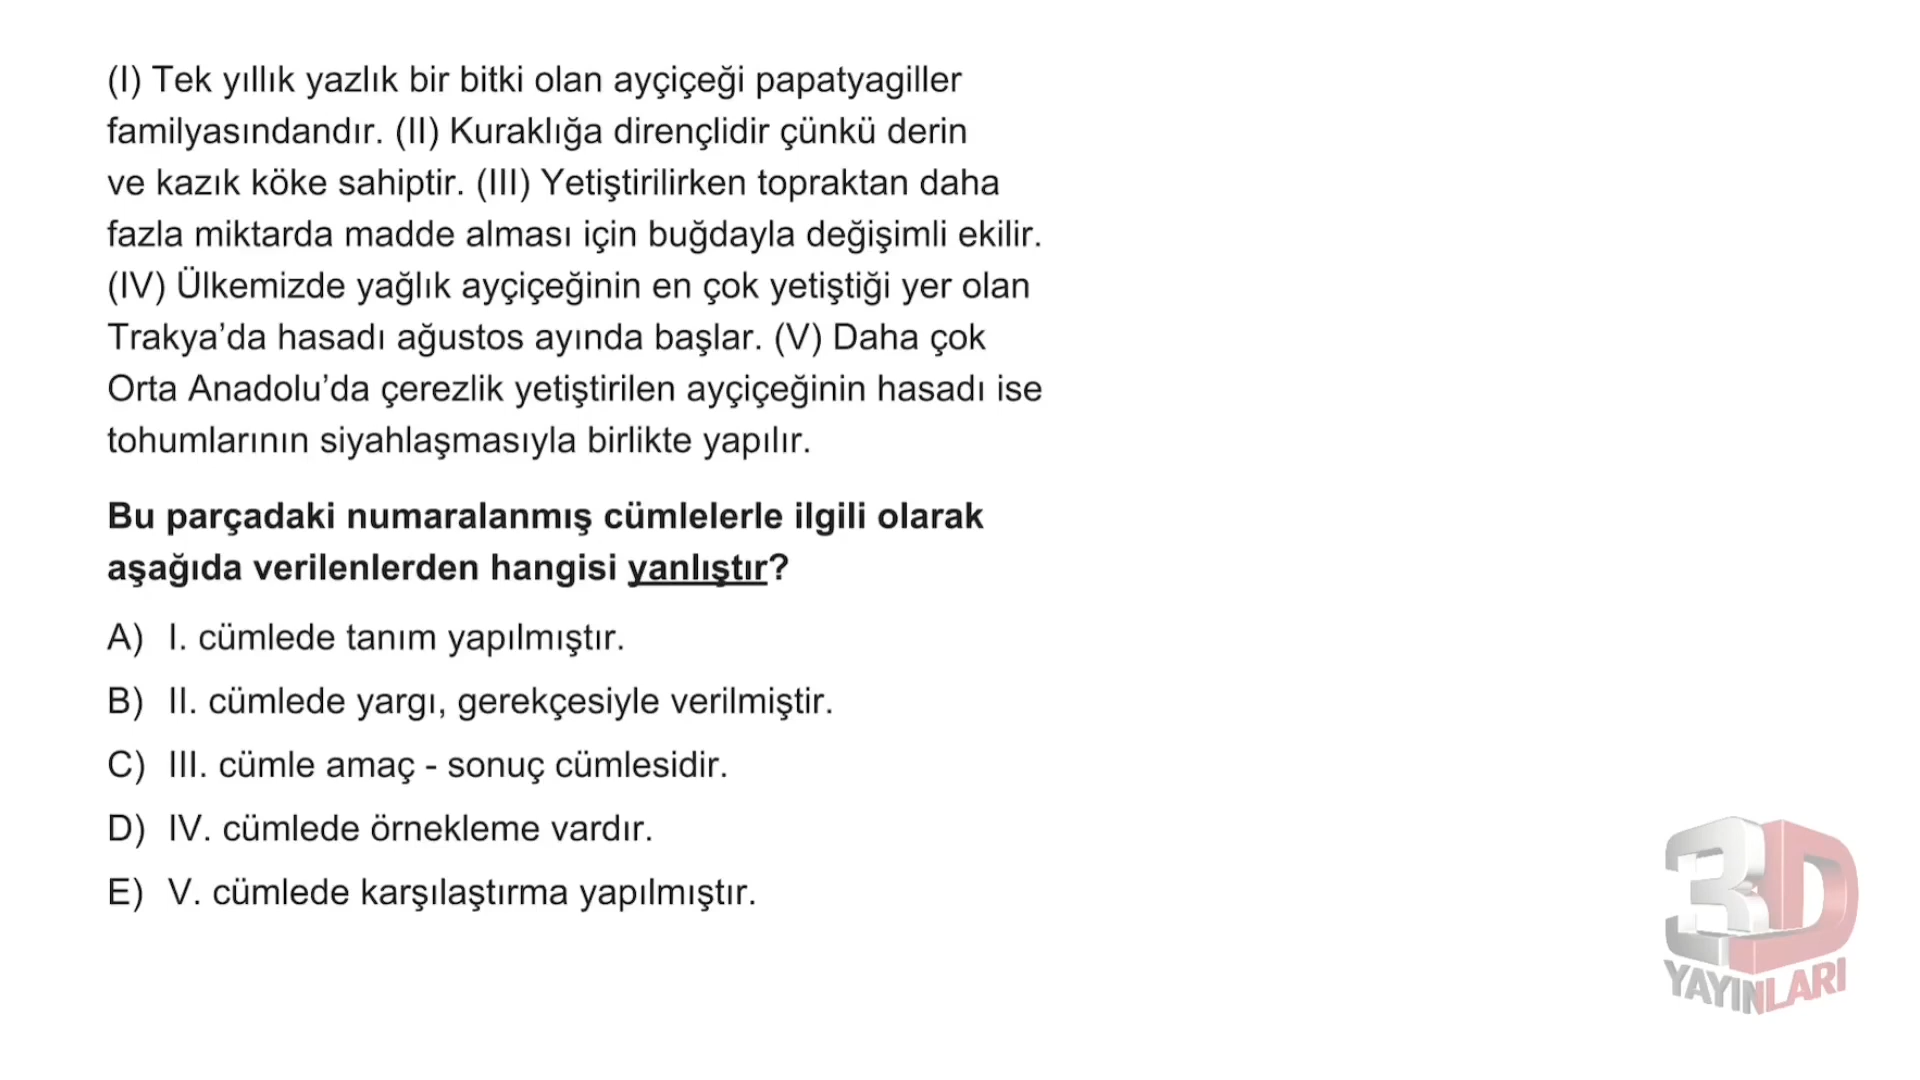 (I) Tek yıllık yazlık bir bitki olan ayçiçeği papatyagiller
familyasındandır. (II) Kuraklığa dirençlidir çünkü derin
ve kazık köke sahiptir. (III) Yetiştirilirken topraktan daha
fazla miktarda madde alması için buğdayla değişimli ekilir.
(IV) Ülkemizde yağlık ayçiçeğinin en çok yetiştiği yer olan
Trakya’da hasadı ağustos ayında başlar. (V) Daha çok
Orta Anadolu’da çerezlik yetiştirilen ayçiçeğinin hasadı ise
tohumlarının siyahlaşmasıyla birlikte yapılır.
Bu parçadaki numaralanmış cümlelerle ilgili olarak
aşağıda verilenlerden hangisi yanlıştır?
A) I. cümlede tanım yapılmıştır.
B) II. cümlede yargı, gerekçesiyle verilmiştir.
C) III. cümle amaç - sonuç cümlesidir.
D) IV. cümlede örnekleme vardır.
E) V. cümlede karşılaştırma yapılmıştır.
3D
YAYINLARI